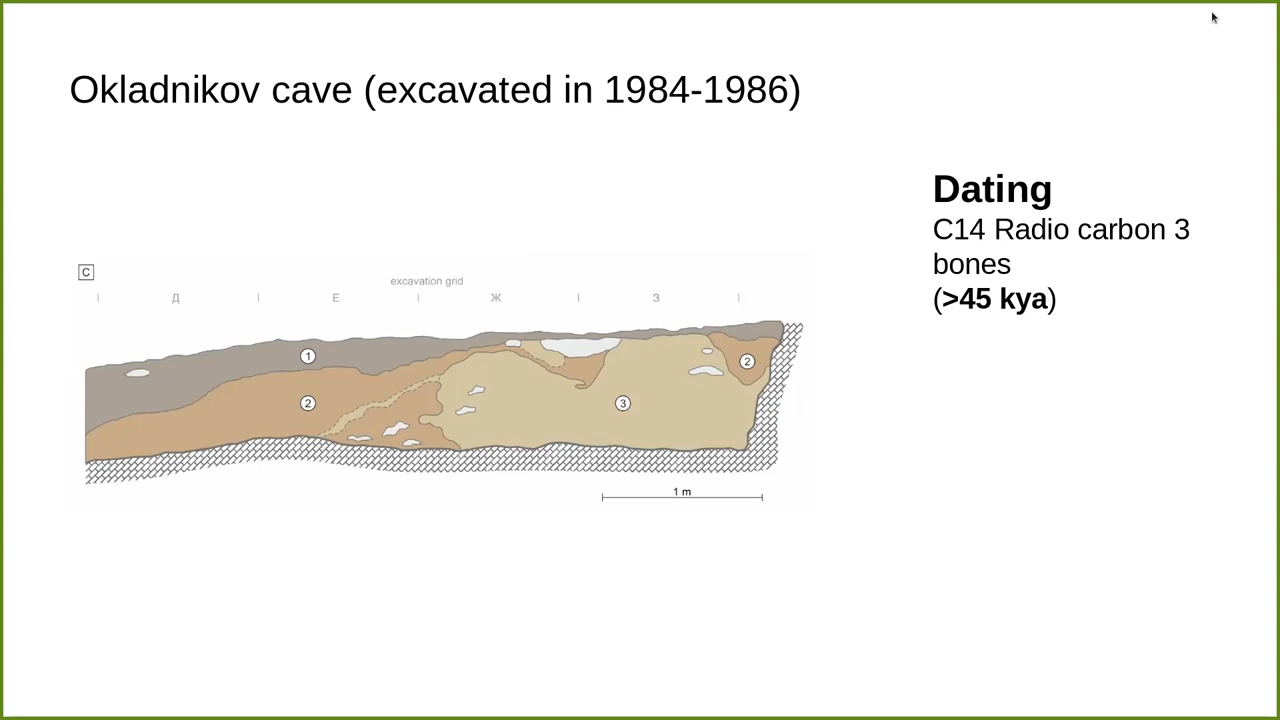 Okladnikov cave (excavated in 1984-1986)
Dating
C14 Radio carbon 3
bones
(>45 kya)
C
excavation grid
Д Е Ж З
1
2
2
3
1 m